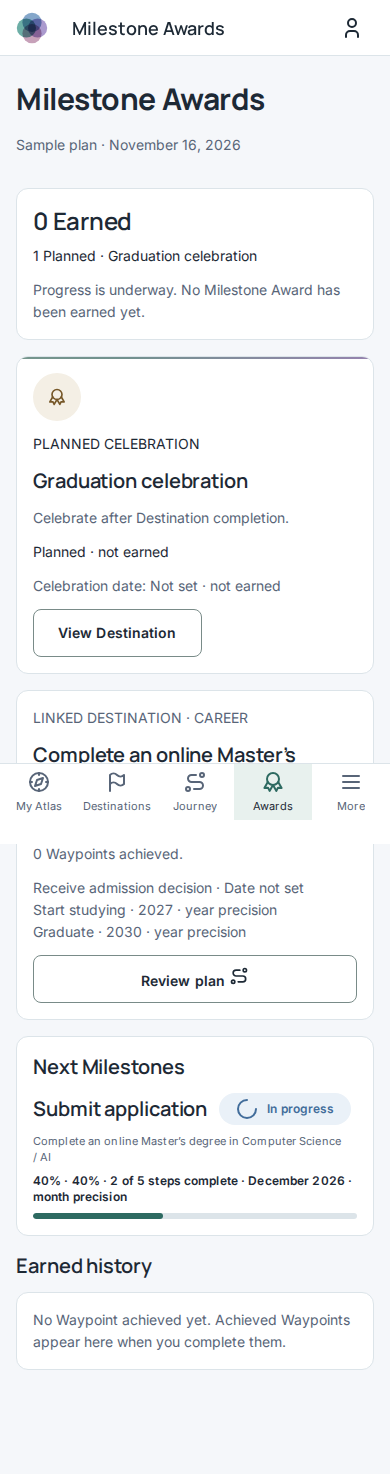 Milestone Awards
Milestone Awards
Sample plan · November 16, 2026
0 Earned
1 Planned · Graduation celebration
Progress is underway. No Milestone Award has
been earned yet.
PLANNED CELEBRATION
Graduation celebration
Celebrate after Destination completion.
Planned · not earned
Celebration date: Not set · not earned
View Destination
LINKED DESTINATION · CAREER
Complete an online Master's
My Atlas
Destinations
Journey
Awards
More
0 Waypoints achieved.
Receive admission decision · Date not set
Start studying · 2027 · year precision
Graduate · 2030 · year precision
Review plan
Next Milestones
Submit application
In progress
Complete an online Master's degree in Computer Science
/ AI
40% · 40% · 2 of 5 steps complete · December 2026 ·
month precision
Earned history
No Waypoint achieved yet. Achieved Waypoints
appear here when you complete them.